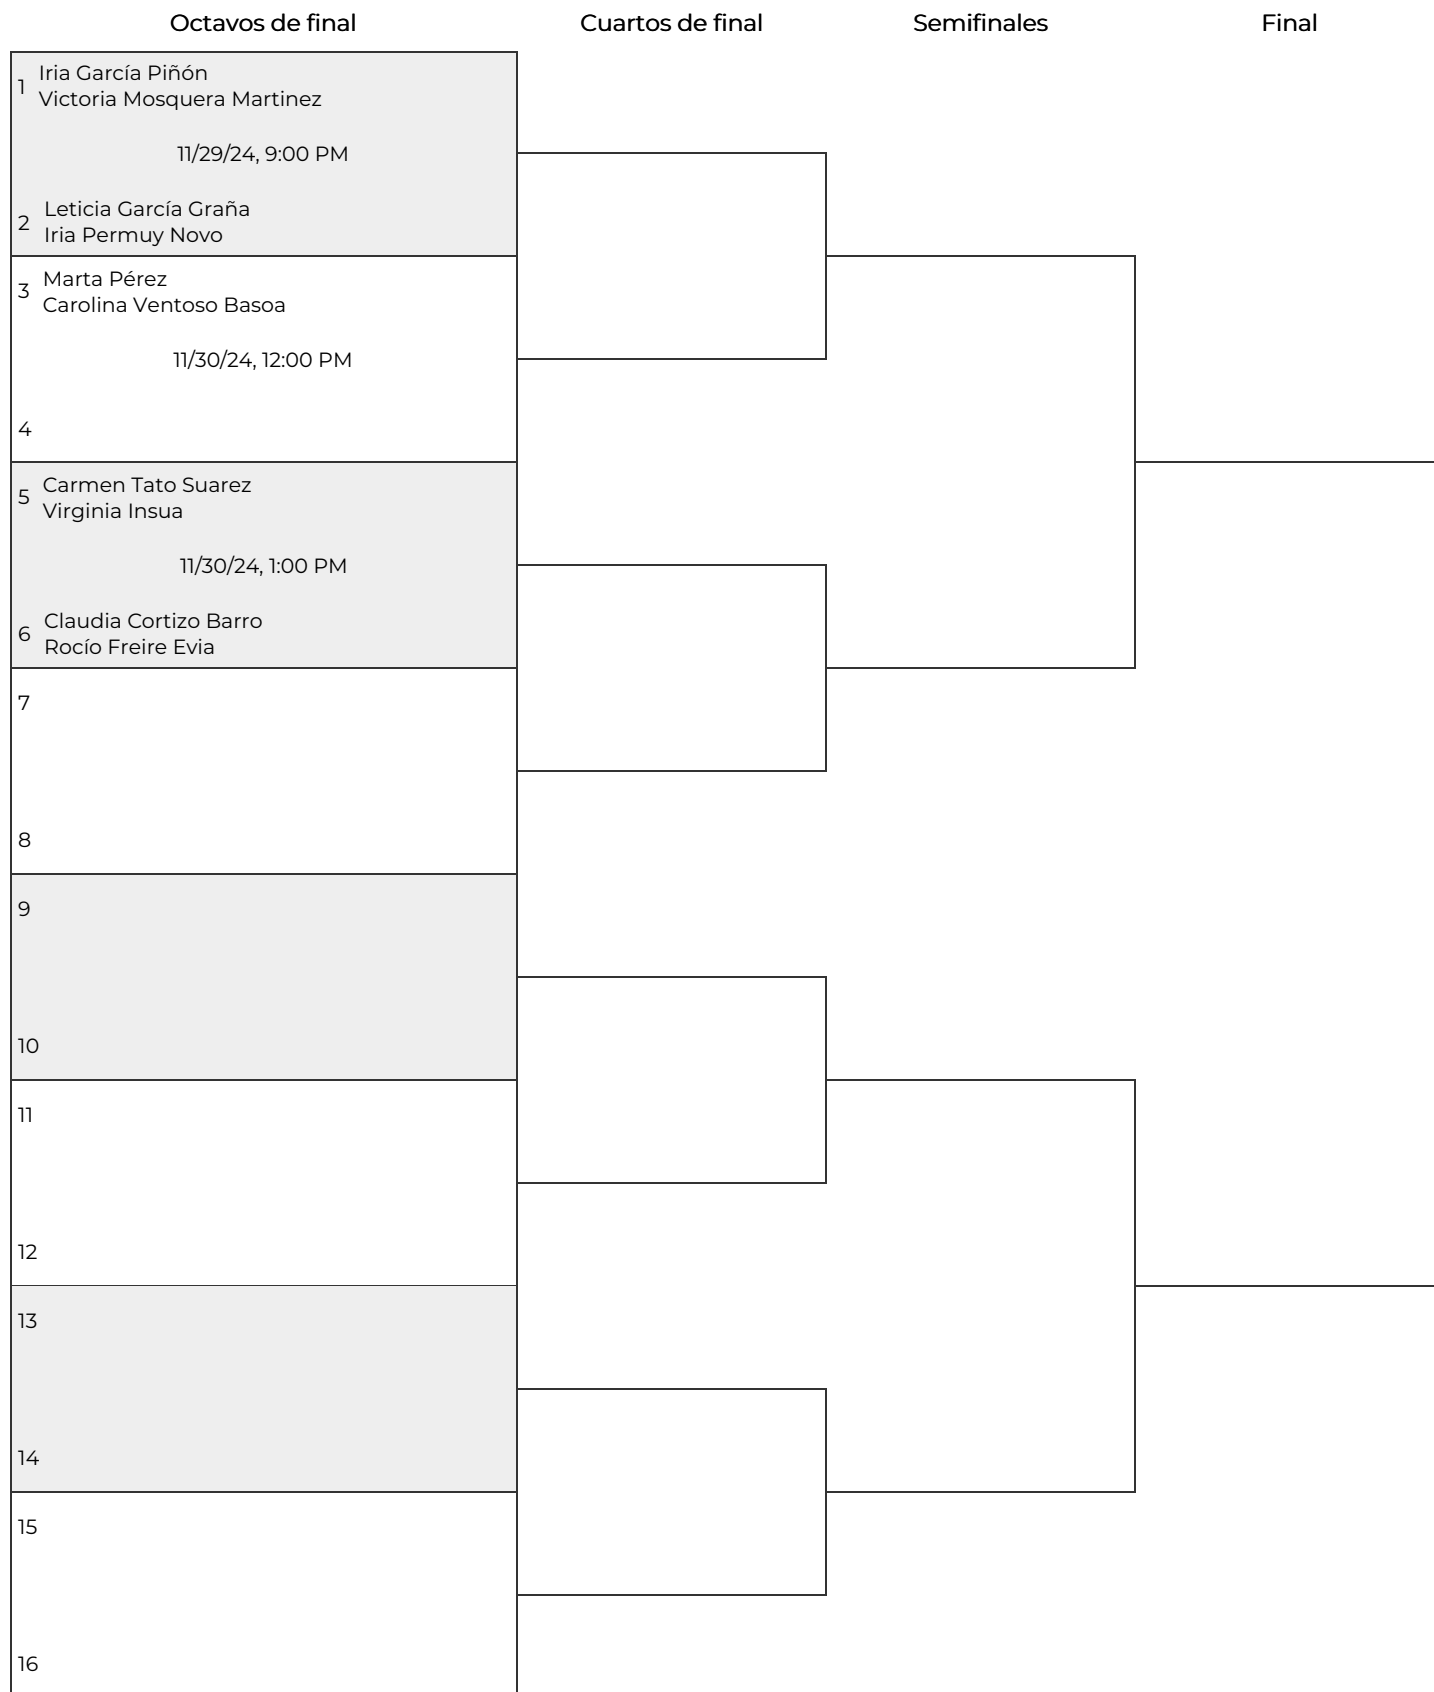 Octavos de final
Cuartos de final
Semifinales
Final
1
Iria García Piñón
Victoria Mosquera Martinez
11/29/24, 9:00 PM
2
Leticia García Graña
Iria Permuy Novo
3
Marta Pérez
Carolina Ventoso Basoa
11/30/24, 12:00 PM
4
5
Carmen Tato Suarez
Virginia Insua
11/30/24, 1:00 PM
6
Claudia Cortizo Barro
Rocío Freire Evia
7
8
9
10
11
12
13
14
15
16